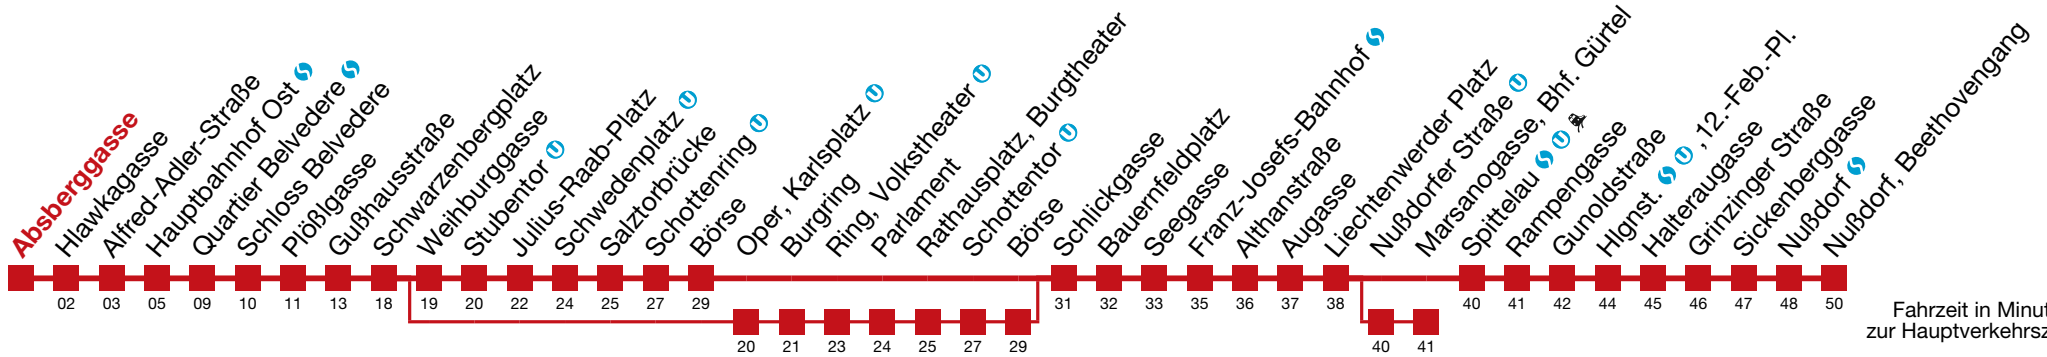 Absberggasse
Hlawkagasse
Alfred-Adler-Straße
Hauptbahnhof Ost
Quartier Belvedere
Schloss Belvedere
Plößlgasse
Gußhausstraße
Schwarzenbergplatz
Weihburggasse
Stubentor U
Julius-Raab-Platz
Schwedenplatz U
Salztorbrücke
Schottenring U
Börse
Oper, Karlsplatz U
Burgring
Ring, Volkstheater U
Parlament
Rathausplatz, Burgtheater
Schottentor U
Börse
Schlickgasse
Bauernfeldplatz
Seegasse
Franz-Josefs-Bahnhof
Althanstraße
Augasse
Liechtenwerder Platz
Nußdorfer Straße U
Marsanogasse, Bhf. Gürtel
Spittelau U
Rampengasse
Gunoldstraße
Hlgnst. U , 12.-Feb.-Pl.
Halteraugasse
Grinzinger Straße
Sickenberggasse
Nußdorf
Nußdorf, Beethovengang
02 03 05 09 10 11 13 18 19 20 22 24 25 27 29 31 32 33 35 36 37 38 40 41 42 44 45 46 47 48 50
20 21 23 24 25 27 29 40 41
Fahrzeit in Minut
zur Hauptverkehrsz